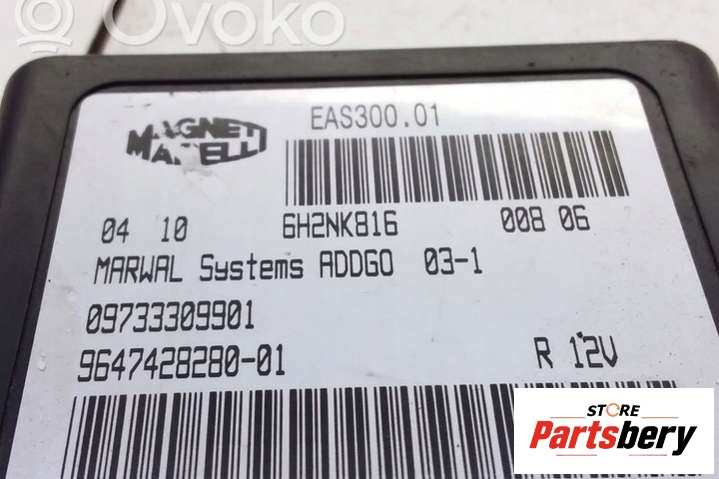 Ovoko
MAGNETI
MARELLI
EAS300.01
04 10 6H2NK816 008 06
MARWAL Systems ADDGO 03-1
09733309901
9647428280-01 R 12V
STORE
Partsbery